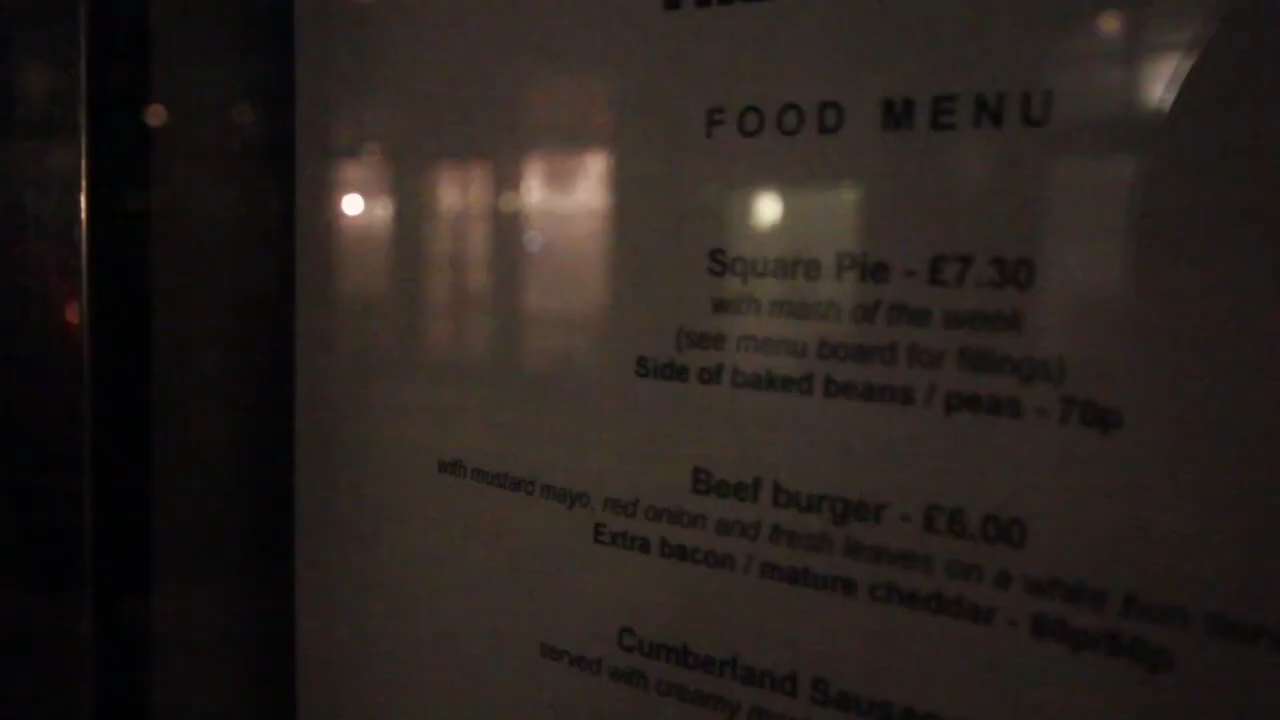 FOOD MENU
Square Pie - £7.30
with mash of the week
(see menu board for fillings)
Side of baked beans / peas - 70p
Beef burger - £6.00
with mustard mayo, red onion and fresh leaves on a white
Extra bacon / mature cheddar -
Cumberland
served with creamy